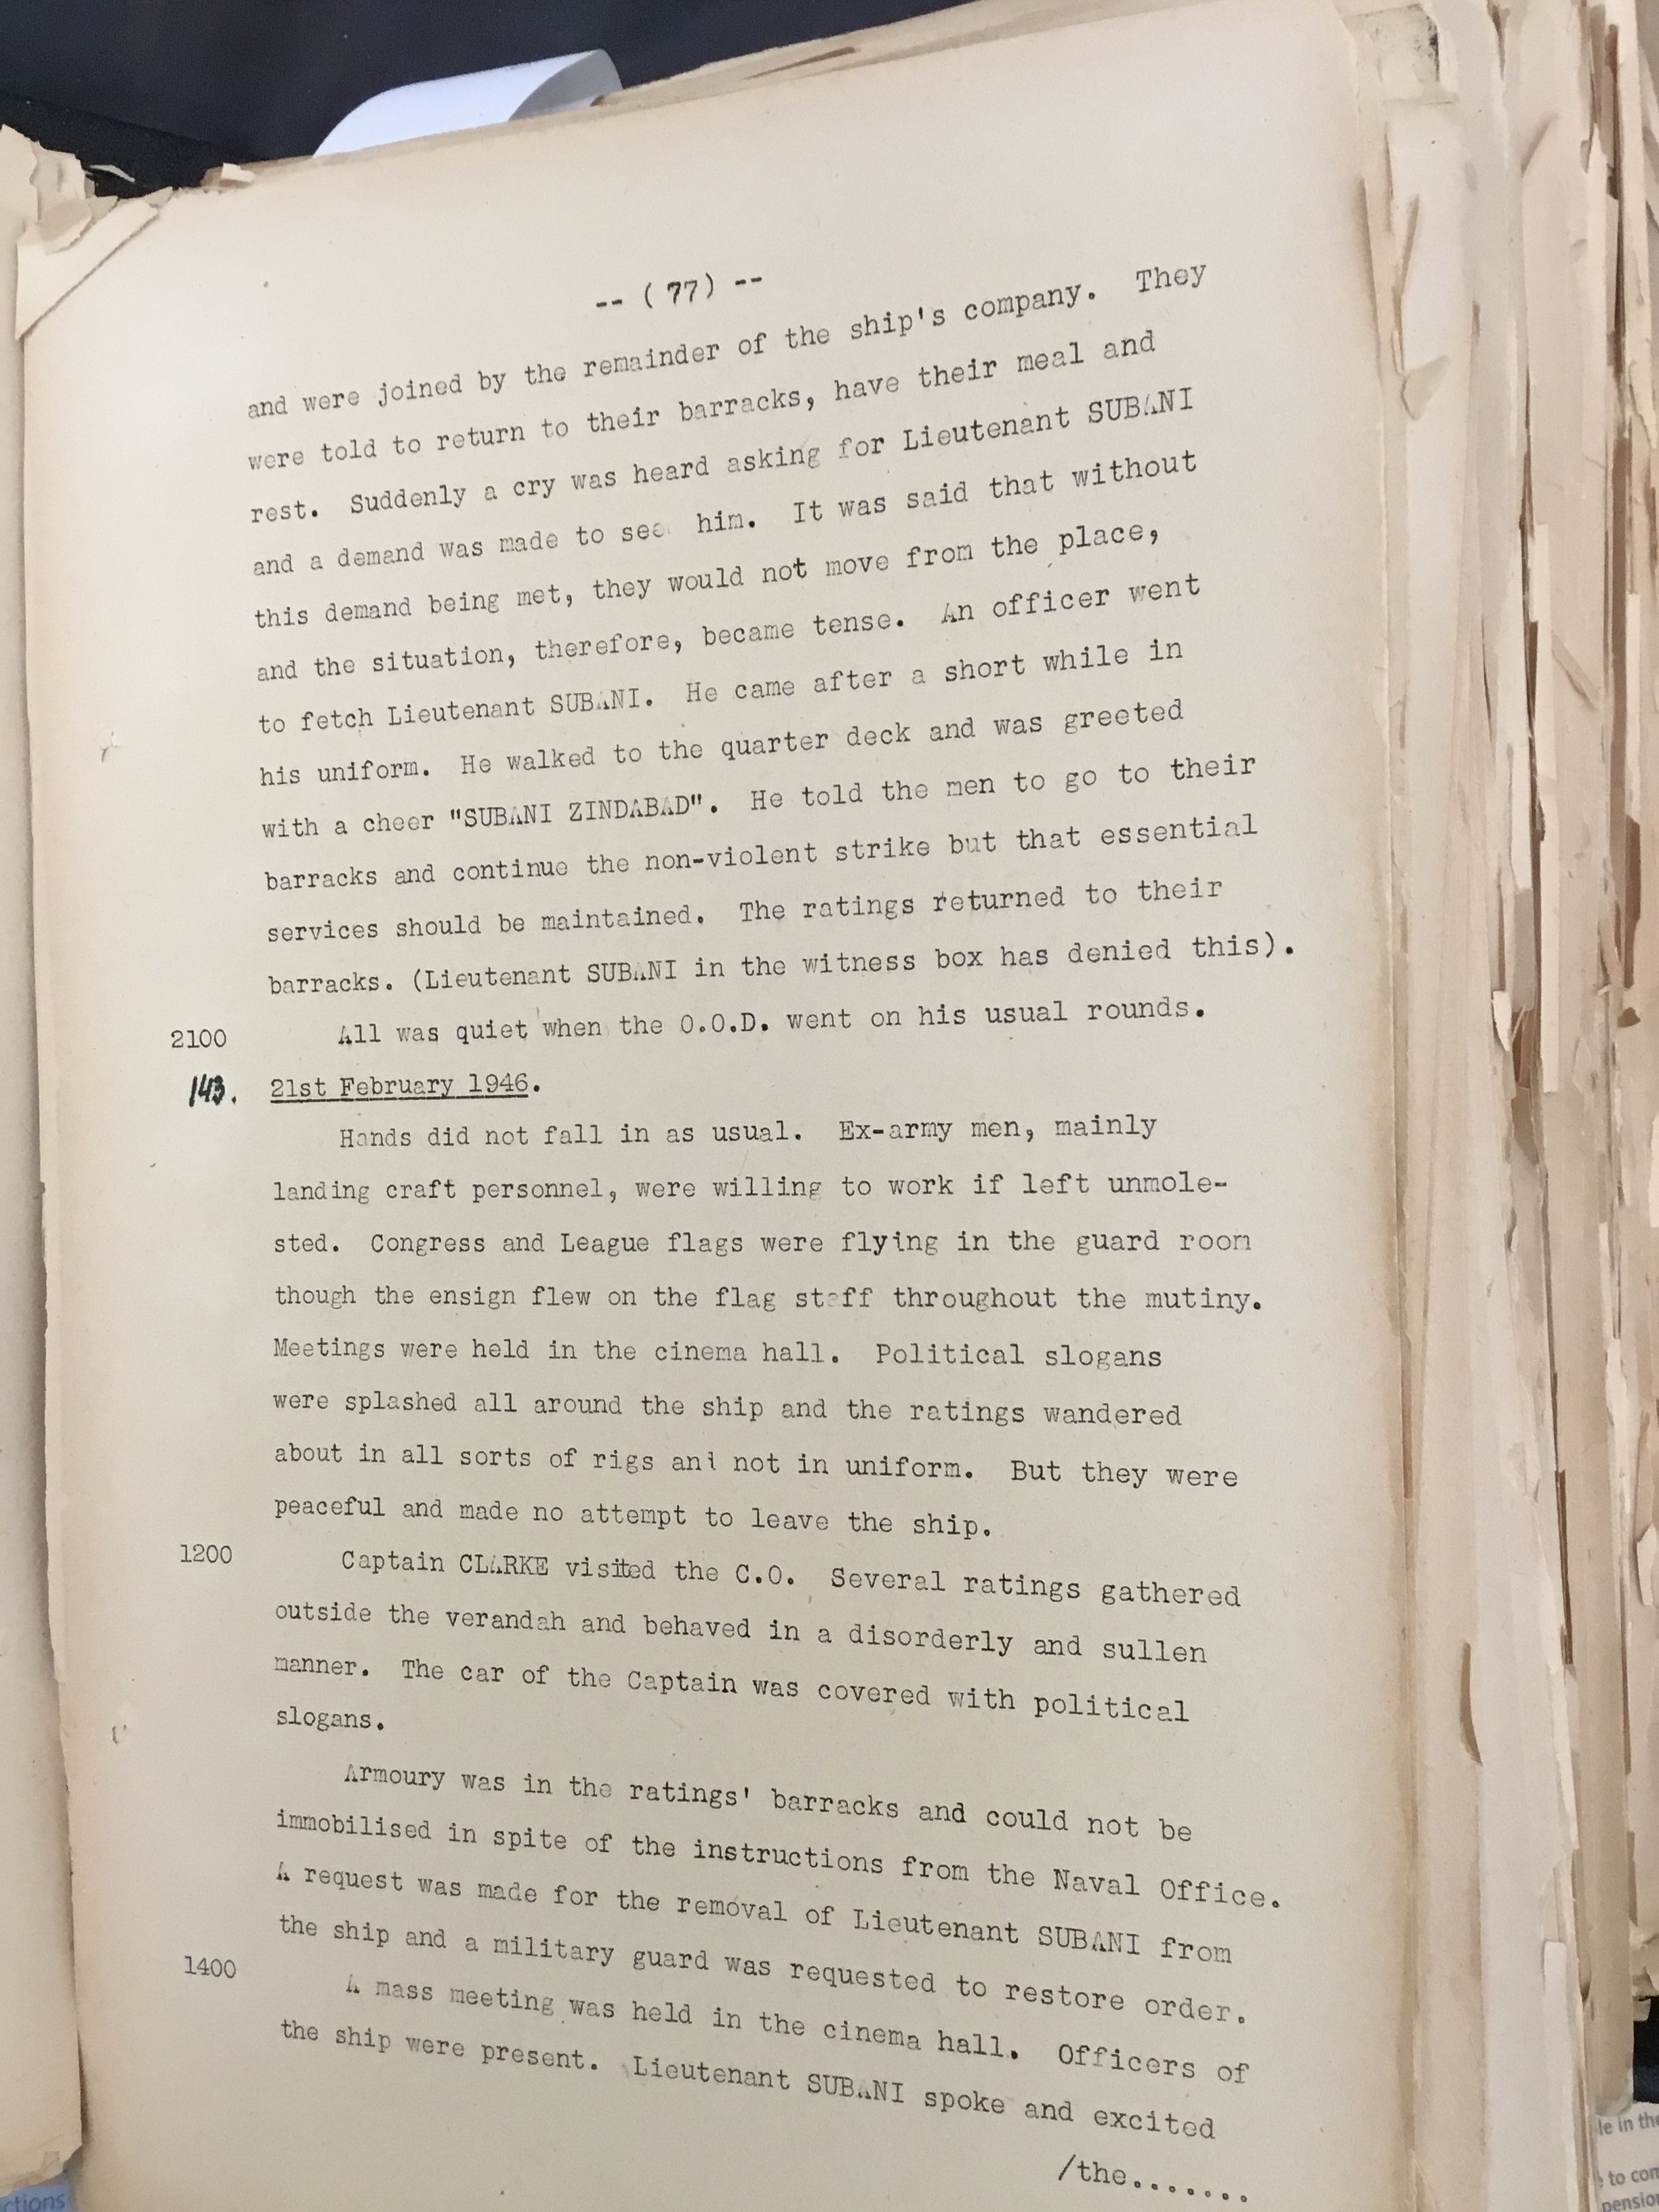 -- ( 77) --
and were joined by the remainder of the ship's company. They
were told to return to their barracks, have their meal and
rest. Suddenly a cry was heard asking for Lieutenant SUBANI
and a demand was made to see him. It was said that without
this demand being met, they would not move from the place,
and the situation, therefore, became tense. An officer went
to fetch Lieutenant SUBANI. He came after a short while in
his uniform. He walked to the quarter deck and was greeted
with a cheer "SUBANI ZINDABAD". He told the men to go to their
barracks and continue the non-violent strike but that essential
services should be maintained. The ratings returned to their
barracks. (Lieutenant SUBANI in the witness box has denied this).
2100 All was quiet when the O.O.D. went on his usual rounds.
143. 21st February 1946.
Hands did not fall in as usual. Ex-army men, mainly
landing craft personnel, were willing to work if left unmole-
sted. Congress and League flags were flying in the guard room
though the ensign flew on the flag staff throughout the mutiny.
Meetings were held in the cinema hall. Political slogans
were splashed all around the ship and the ratings wandered
about in all sorts of rigs and not in uniform. But they were
peaceful and made no attempt to leave the ship.
1200 Captain CLARKE visited the C.O. Several ratings gathered
outside the verandah and behaved in a disorderly and sullen
manner. The car of the Captain was covered with political
slogans.
Armoury was in the ratings' barracks and could not be
immobilised in spite of the instructions from the Naval Office.
A request was made for the removal of Lieutenant SUBANI from
the ship and a military guard was requested to restore order.
1400 A mass meeting was held in the cinema hall. Officers of
the ship were present. Lieutenant SUBANI spoke and excited
/the.......
le in the
to com
pensio
ctions